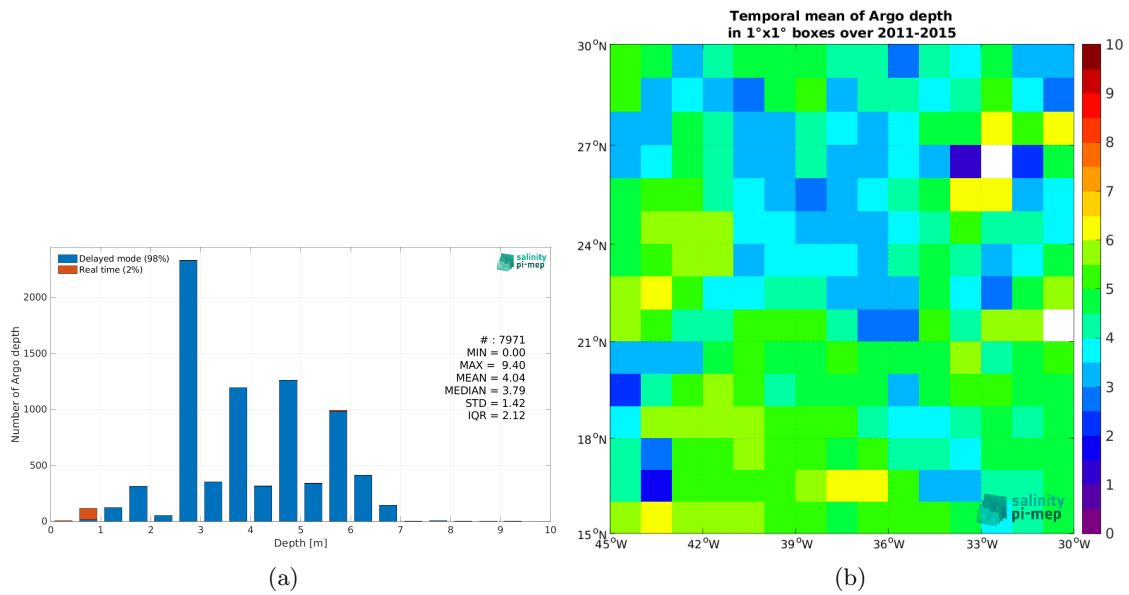 Delayed mode (98%)
Real time (2%)
salinity
pi-mep
# : 7971
MIN = 0.00
MAX = 9.40
MEAN = 4.04
MEDIAN = 3.79
STD = 1.42
IQR = 2.12
Number of Argo depth
2000
1500
1000
500
0
0 1 2 3 4 5 6 7 8 9 10
Depth [m]
(a)
Temporal mean of Argo depth
in 1°x1° boxes over 2011-2015
30°N
27°N
24°N
21°N
18°N
15°N
45°W 42°W 39°W 36°W 33°W 30°W
10
9
8
7
6
5
4
3
2
1
0
salinity
pi-mep
(b)